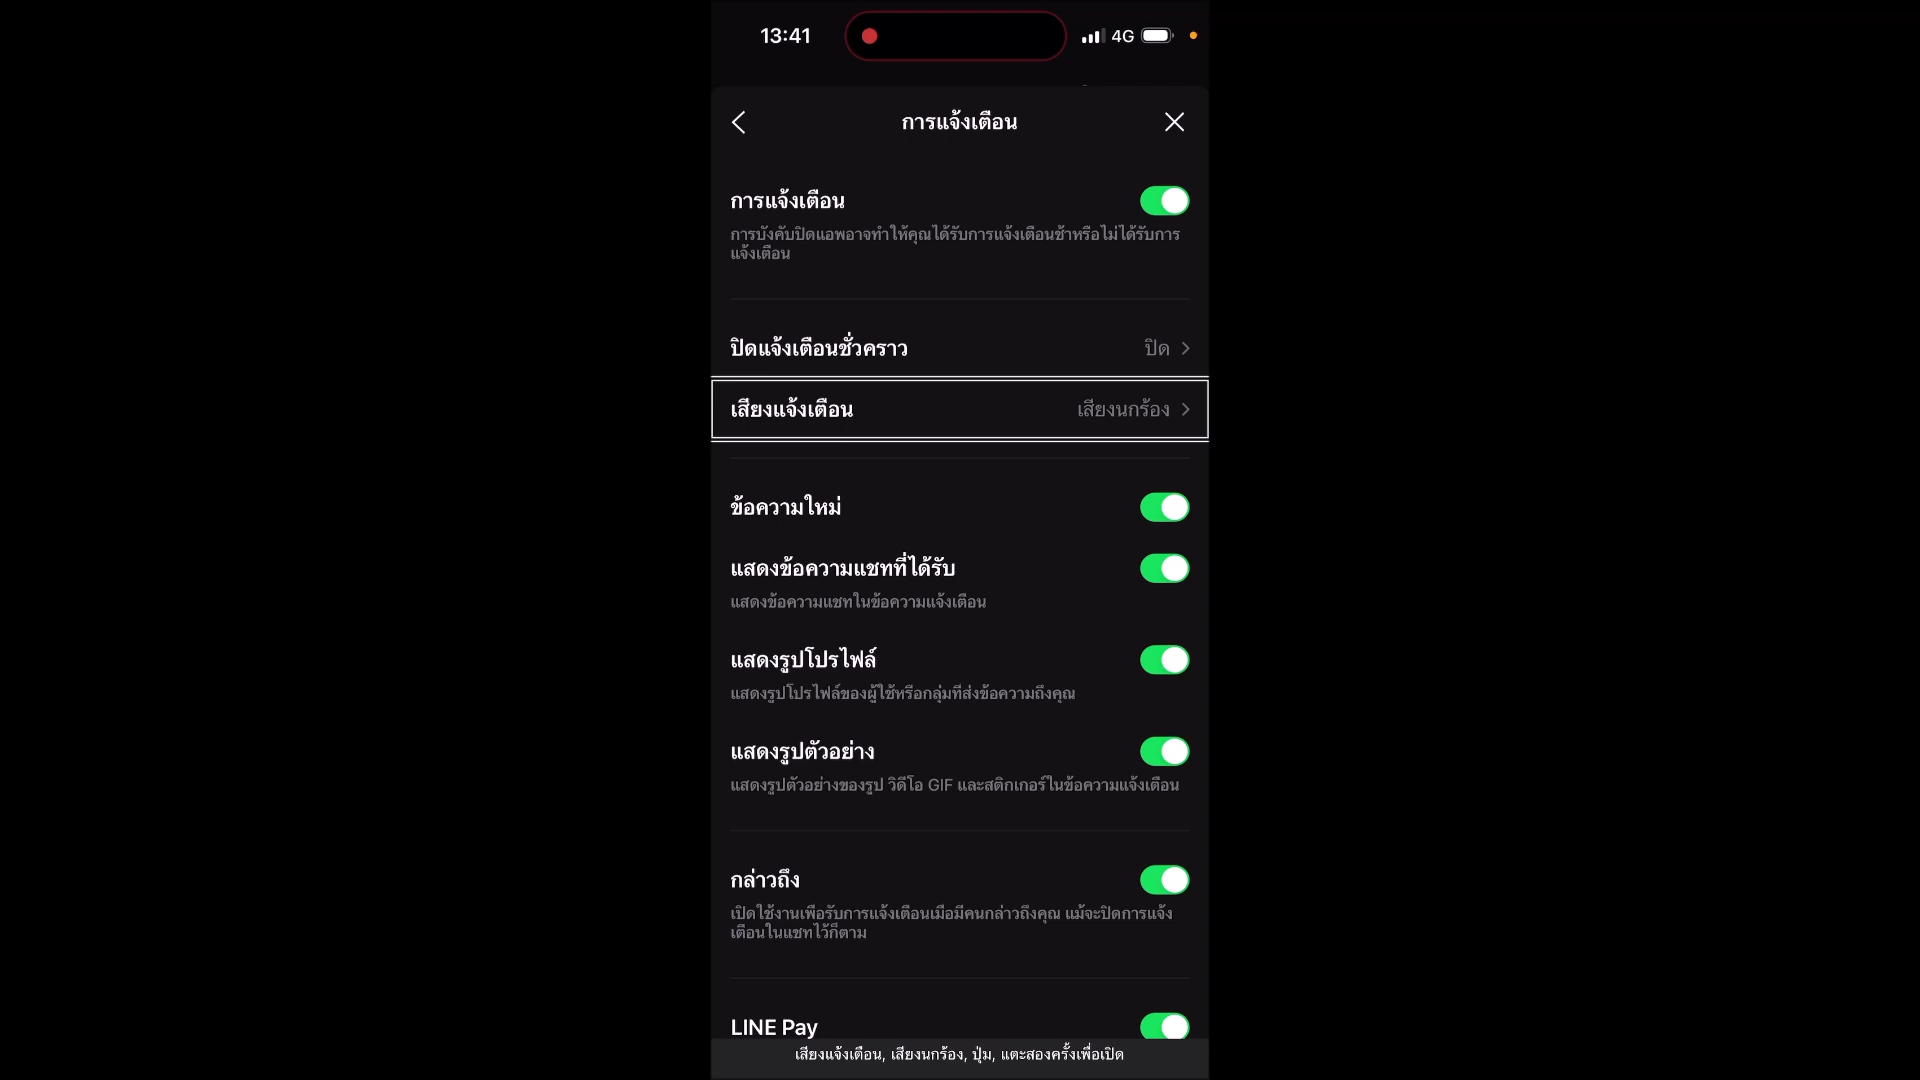 13:41
4G
การแจ้งเตือน
การแจ้งเตือน
การบังคับปิดแอพอาจทำให้คุณได้รับการแจ้งเตือนช้าหรือไม่ได้รับการ
แจ้งเตือน
ปิดแจ้งเตือนชั่วคราว ปิด
เสียงแจ้งเตือน เสียงนกร้อง
ข้อความใหม่
แสดงข้อความแชทที่ได้รับ
แสดงข้อความแชทในข้อความแจ้งเตือน
แสดงรูปโปรไฟล์
แสดงรูปโปรไฟล์ของผู้ใช้หรือกลุ่มที่ส่งข้อความถึงคุณ
แสดงรูปตัวอย่าง
แสดงรูปตัวอย่างของรูป วิดีโอ GIF และสติกเกอร์ในข้อความแจ้งเตือน
กล่าวถึง
เปิดใช้งานเพื่อรับการแจ้งเตือนเมื่อมีคนกล่าวถึงคุณ แม้จะปิดการแจ้ง
เตือนในแชทไว้ก็ตาม
LINE Pay
เสียงแจ้งเตือน, เสียงนกร้อง, ปุ่ม, แตะสองครั้งเพื่อเปิด